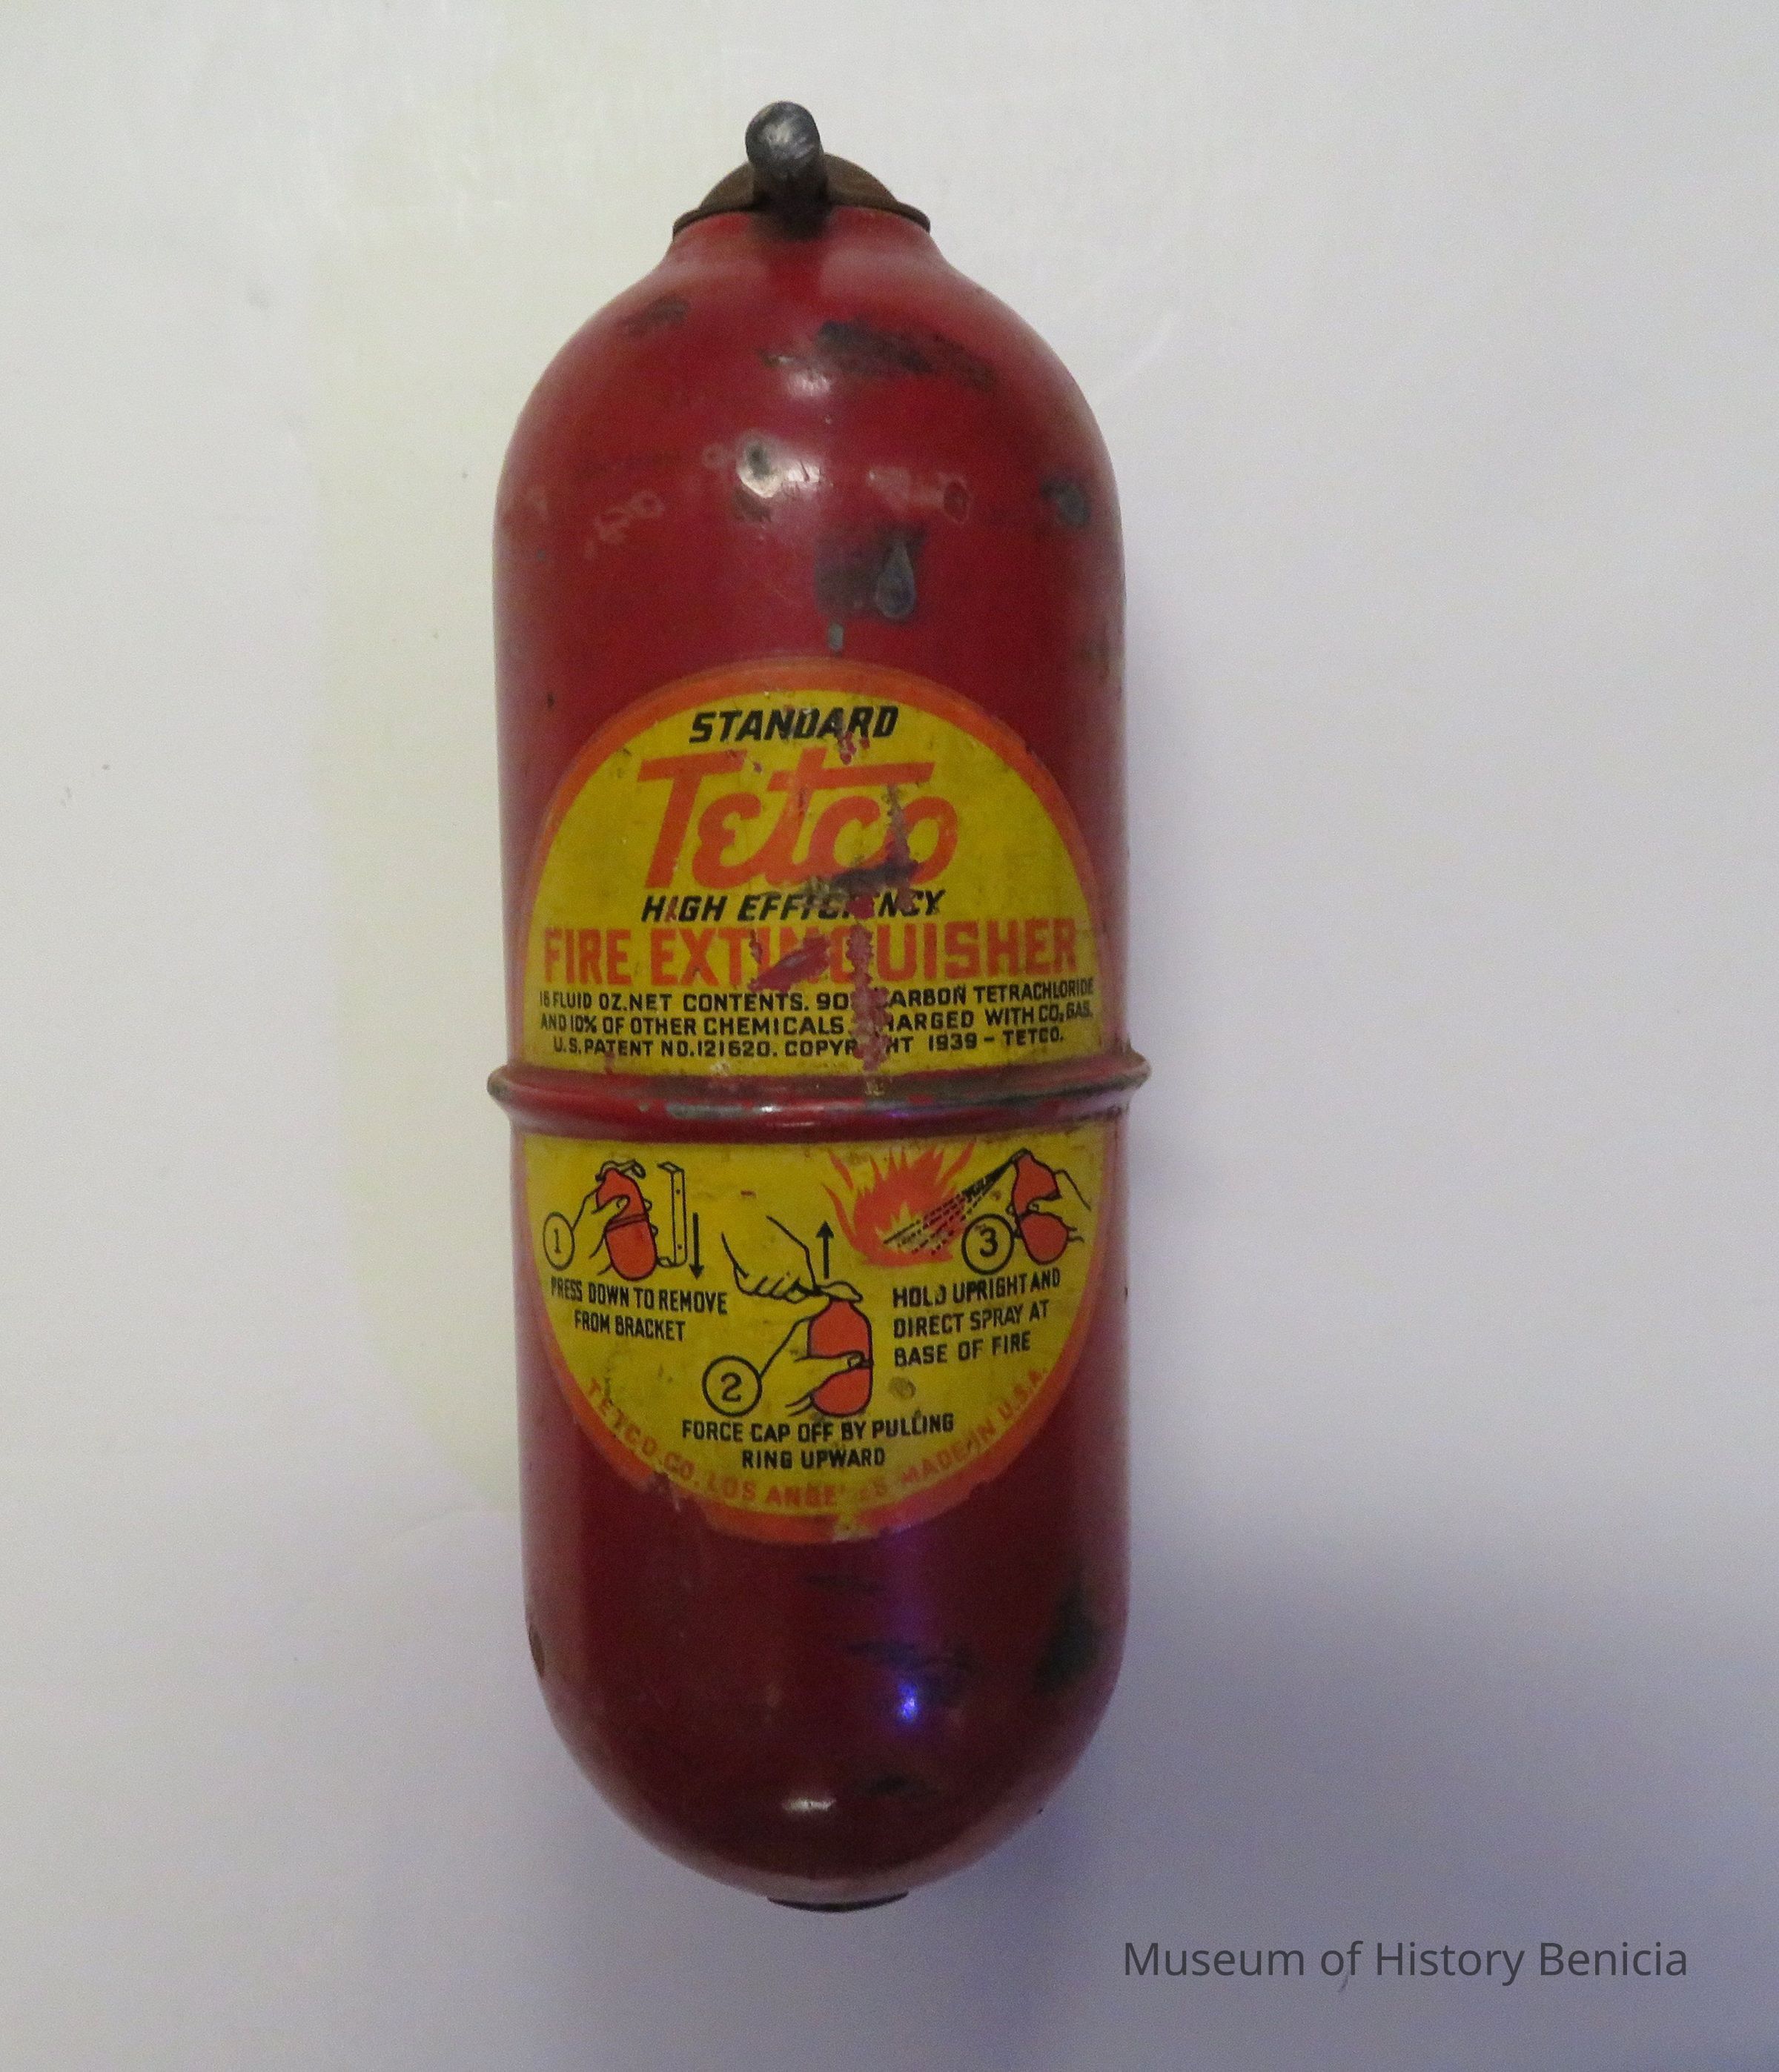 STANDARD
Tetco
HIGH EFFICIENCY
FIRE EXTINGUISHER
16 FLUID OZ. NET CONTENTS. 90% CARBON TETRACHLORIDE
AND 10% OF OTHER CHEMICALS. CHARGED WITH CO₂ GAS.
U.S. PATENT NO. 121620. COPYRIGHT 1939 - TETCO.
1
PRESS DOWN TO REMOVE
FROM BRACKET
2
FORCE CAP OFF BY PULLING
RING UPWARD
3
HOLD UPRIGHT AND
DIRECT SPRAY AT
BASE OF FIRE
TETCO CO. LOS ANGELES MADE IN U.S.A.
Museum of History Benicia